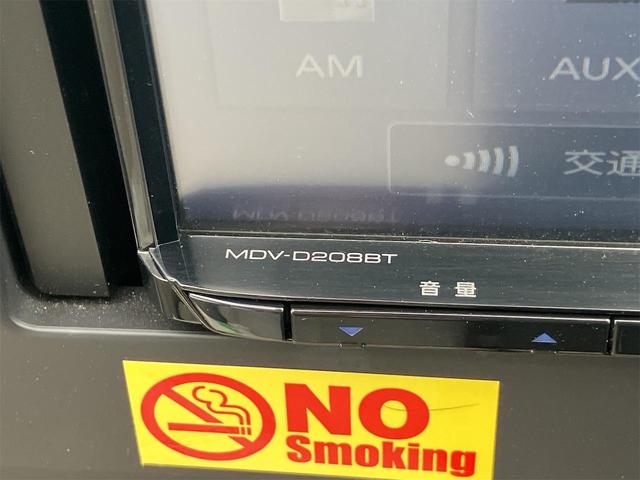 AM
AUX
交通
MDV-D208BT
音量
NO
Smoking